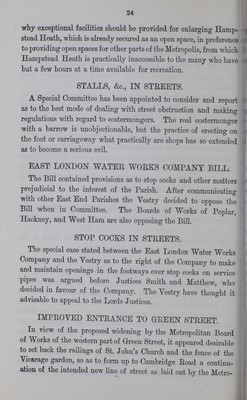 24
why exceptional facilities should be provided for enlarging Hamp-
stead Heath, which is already secured as an open space, in preference
to providing open spaces for other parts of the Metropolis, from which
Hampstead Heath is practically inaccessible to the many who have
but a few hours at a time available for recreation.
STALLS, &c., IN STREETS.
A Special Committee has been appointed to consider and report
as to the best mode of dealing with street obstruction and making
regulations with regard to costermongers. The real costermonger
with a barrow is unobjectionable, but the practice of erecting on
the foot or carriageway what practically are shops has so extended
as to become a serious evil.
EAST LONDON WATER WORKS COMPANY BILL.
The Bill contained provisions as to stop cocks and other matters
prejudicial to the interest of the Parish. After communicating
with other East End Parishes the Vestry decided to oppose the
Bill when in Committee. The Boards of Works of Poplar,
Hackney, and West Ham are also opposing the Bill.
STOP COCKS IN STREETS.
The special case stated between the East London Water Works
Company and the Vestry as to the right of the Company to make
and maintain openings in the footways over stop cocks on service
pipes was argued before Justices Smith and Matthew, who
decided in favour of the Company. The Vestry have thought it
advisable to appeal to the Lords Justices.
IMPROVED ENTRANCE TO GREEN STREET.
In view of the proposed widening by the Metropolitan Board
of Works of the western part of Green Street, it appeared desirable
to set back the railings of St. John's Church and the fence of the
Vicarage garden, so as to form up to Cambridge Road a continu-
ation of the intended new line of street as laid out by the Metro-